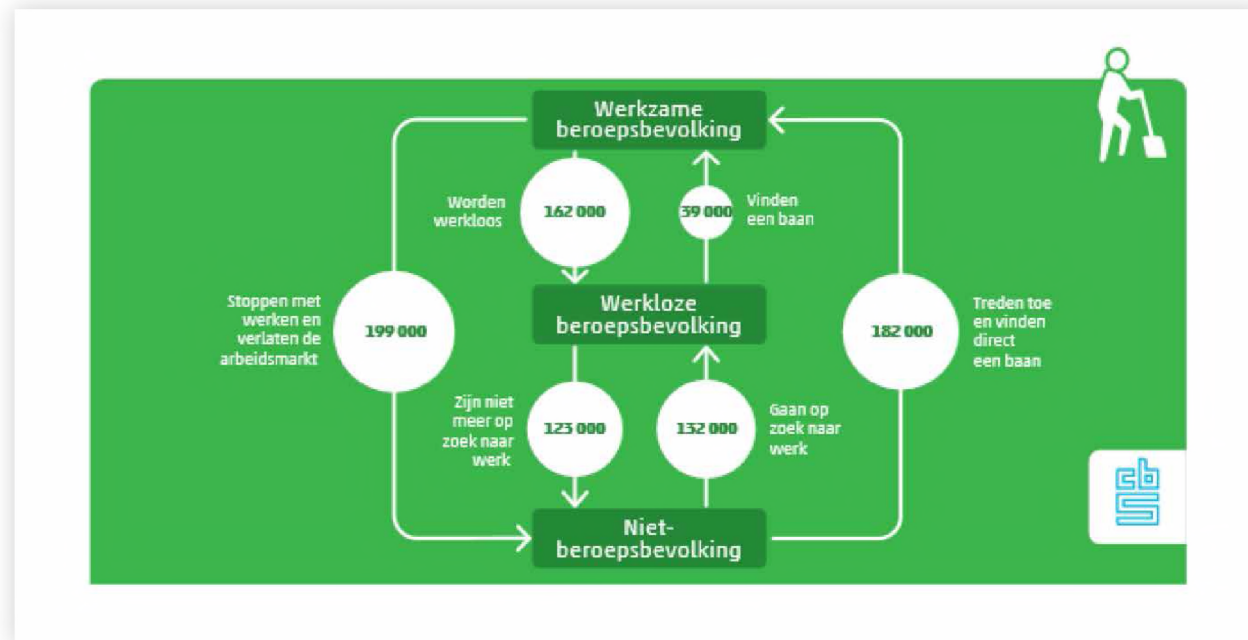 Werkzame
beroepsbevolking
Worden
werkloos
162 000
39 000
Vinden
een baan
Stoppen met
werken en
verlaten de
arbeidsmarkt
199 000
Werkloze
beroepsbevolking
182 000
Treden toe
en vinden
direct
een baan
Zijn niet
meer op
zoek naar
werk
123 000
132 000
Gaan op
zoek naar
werk
Niet-
beroepsbevolking
cbs